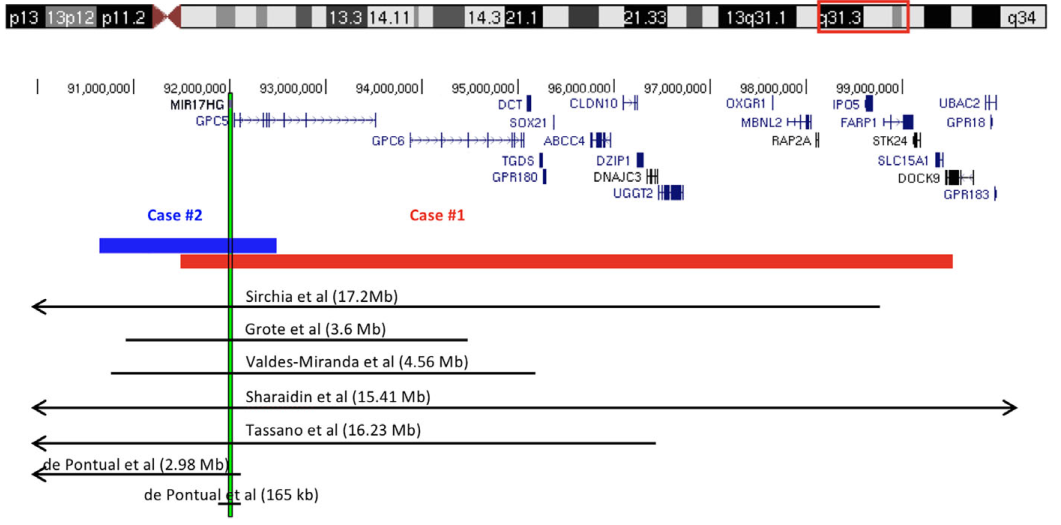 p13 13p12 p11.2 13.3 14.11 14.3 21.1 21.33 13q31.1 q31.3 q34
91,000,000 92,000,000 93,000,000 94,000,000 95,000,000 96,000,000 97,000,000 98,000,000 99,000,000
MIR17HG DCT CLDN10 OXGR1 IPO5 UBAC2
GPC5 SOX21 MBNL2 FARP1 GPR18
GPC6 ABCC4 RAP2A STK24
TGDS DZIP1 SLC15A1
GPR180 DNAJC3 DOCK9
UGGT2 GPR183
Case #2 Case #1
Sirchia et al (17.2Mb)
Grote et al (3.6 Mb)
Valdes-Miranda et al (4.56 Mb)
Sharaidin et al (15.41 Mb)
Tassano et al (16.23 Mb)
de Pontual et al (2.98 Mb)
de Pontual et al (165 kb)